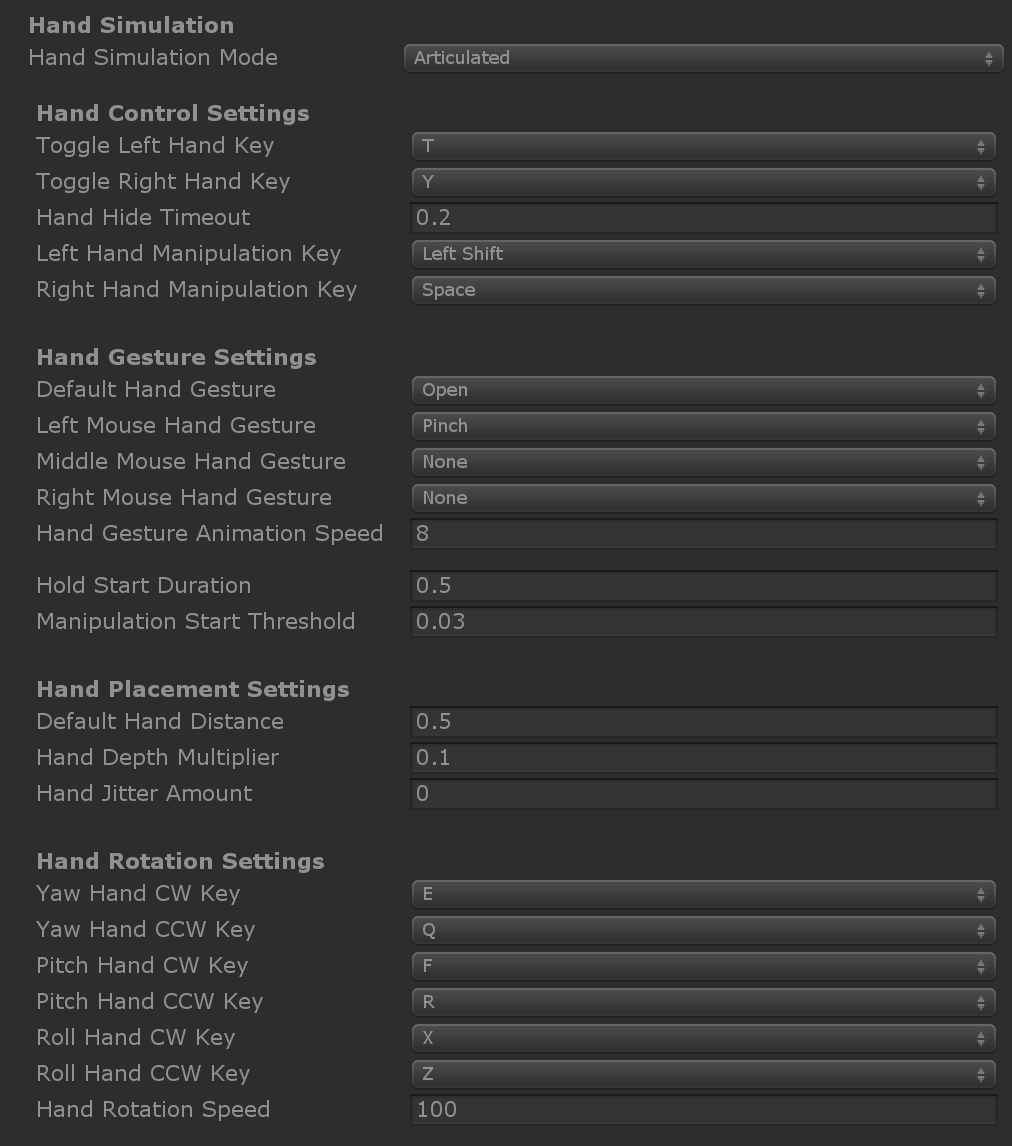 Hand Simulation
Hand Simulation Mode Articulated
Hand Control Settings
Toggle Left Hand Key T
Toggle Right Hand Key Y
Hand Hide Timeout 0.2
Left Hand Manipulation Key Left Shift
Right Hand Manipulation Key Space
Hand Gesture Settings
Default Hand Gesture Open
Left Mouse Hand Gesture Pinch
Middle Mouse Hand Gesture None
Right Mouse Hand Gesture None
Hand Gesture Animation Speed 8
Hold Start Duration 0.5
Manipulation Start Threshold 0.03
Hand Placement Settings
Default Hand Distance 0.5
Hand Depth Multiplier 0.1
Hand Jitter Amount 0
Hand Rotation Settings
Yaw Hand CW Key E
Yaw Hand CCW Key Q
Pitch Hand CW Key F
Pitch Hand CCW Key R
Roll Hand CW Key X
Roll Hand CCW Key Z
Hand Rotation Speed 100